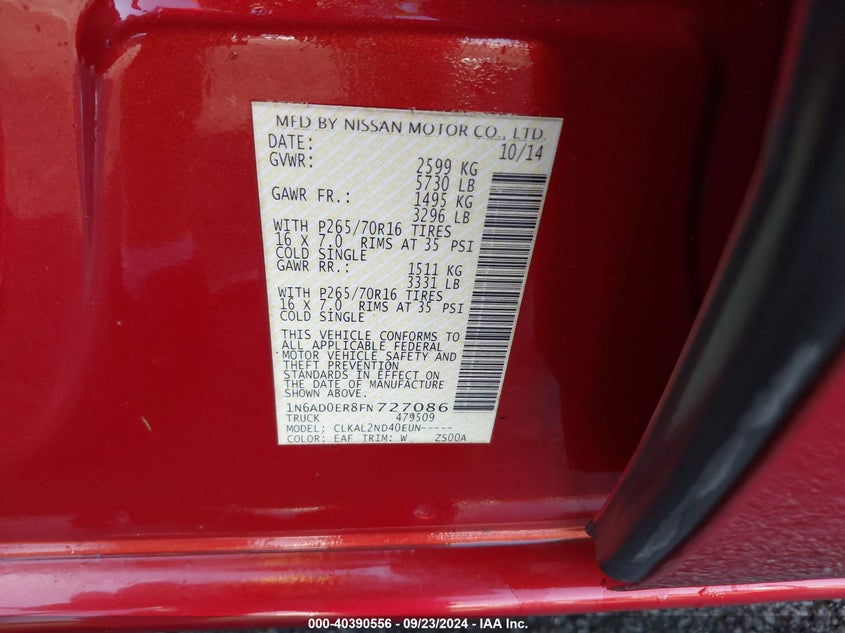 MFD BY NISSAN MOTOR CO., LTD.
DATE: 10/14
GVWR: 2599 KG
5730 LB
GAWR FR.: 1495 KG
3296 LB
WITH P265/70R16 TIRES
16 X 7.0 RIMS AT 35 PSI
COLD SINGLE
GAWR RR.: 1511 KG
3331 LB
WITH P265/70R16 TIRES
16 X 7.0 RIMS AT 35 PSI
COLD SINGLE
THIS VEHICLE CONFORMS TO
ALL APPLICABLE FEDERAL
MOTOR VEHICLE SAFETY AND
THEFT PREVENTION
STANDARDS IN EFFECT ON
THE DATE OF MANUFACTURE
SHOWN ABOVE.
1N6AD0ER8FN727086
TRUCK 479509
MODEL: CLKAL2ND40EUN-----
COLOR: EAF TRIM: W ZS00A
000-40390556 - 09/23/2024 - IAA Inc.